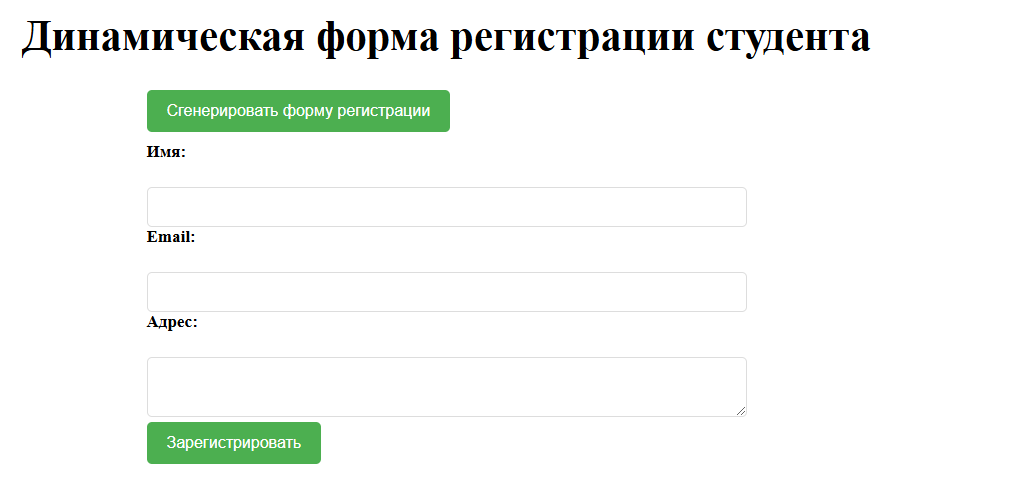 Динамическая форма регистрации студента
Сгенерировать форму регистрации
Имя:
Email:
Адрес:
Зарегистрировать